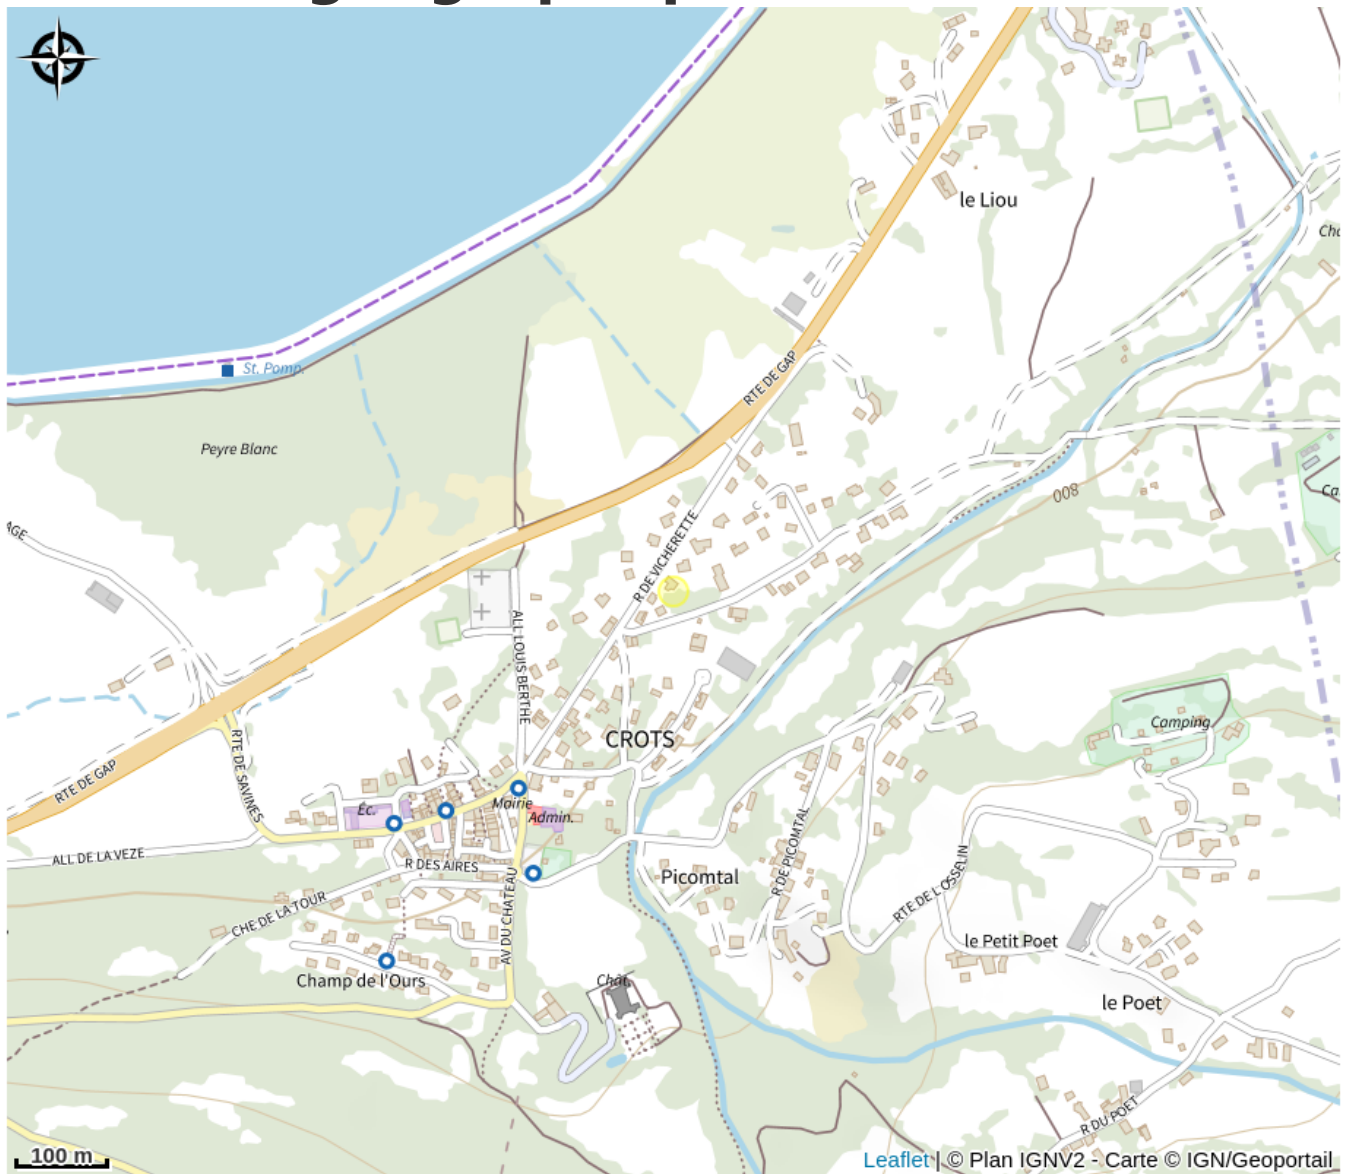 le Liou
Cha
St. Pomp.
RTE DE GAP
Peyre Blanc
Ca
008
AGE
R DE VICHERETTE
ALL LOUIS BERTHE
Camping
CROTS
RTE DE SAVINES
RTE DE GAP
Éc.
Mairie
Admin.
ALL DE LA VEZE
R DES AIRES
Picomtal
R DE PICOMTAL
RTE DE L'OSSELIN
CHE DE LA TOUR
AV DU CHATEAU
le Petit Poet
Champ de l'Ours
Chât.
le Poet
R DU POET
100 m
Leaflet | © Plan IGNV2 - Carte © IGN/Geoportail